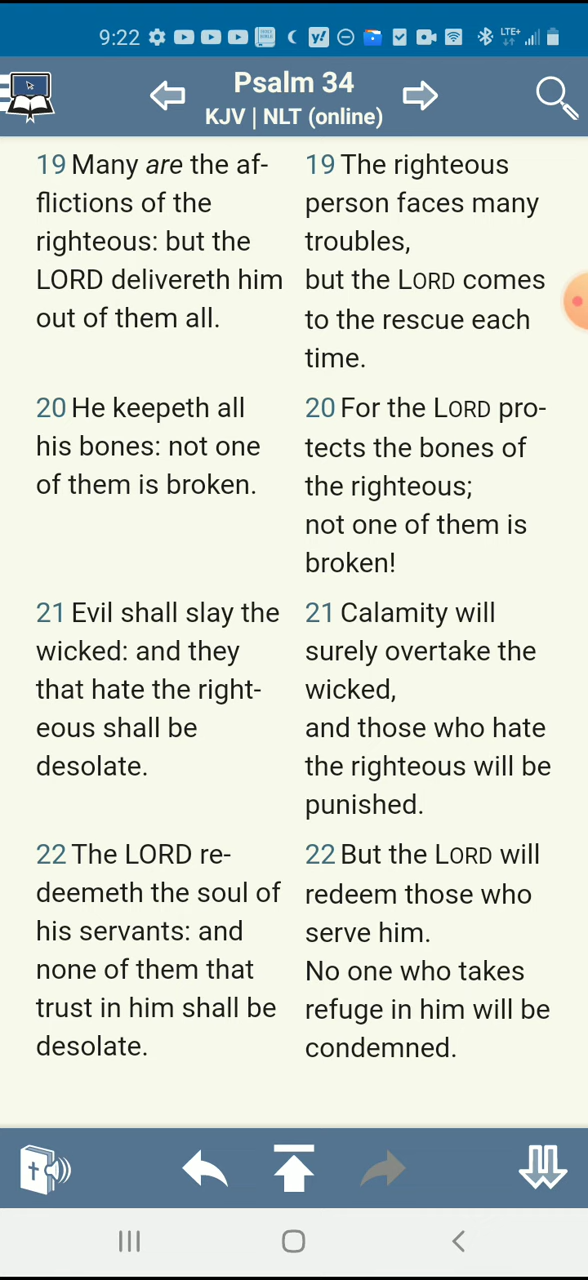 9:22
y!
LTE+
Psalm 34
KJV | NLT (online)
19 Many are the af-
flictions of the
righteous: but the
LORD delivereth him
out of them all.
20 He keepeth all
his bones: not one
of them is broken.
21 Evil shall slay the
wicked: and they
that hate the right-
eous shall be
desolate.
22 The LORD re-
deemeth the soul of
his servants: and
none of them that
trust in him shall be
desolate.
19 The righteous
person faces many
troubles,
but the LORD comes
to the rescue each
time.
20 For the LORD pro-
tects the bones of
the righteous;
not one of them is
broken!
21 Calamity will
surely overtake the
wicked,
and those who hate
the righteous will be
punished.
22 But the LORD will
redeem those who
serve him.
No one who takes
refuge in him will be
condemned.